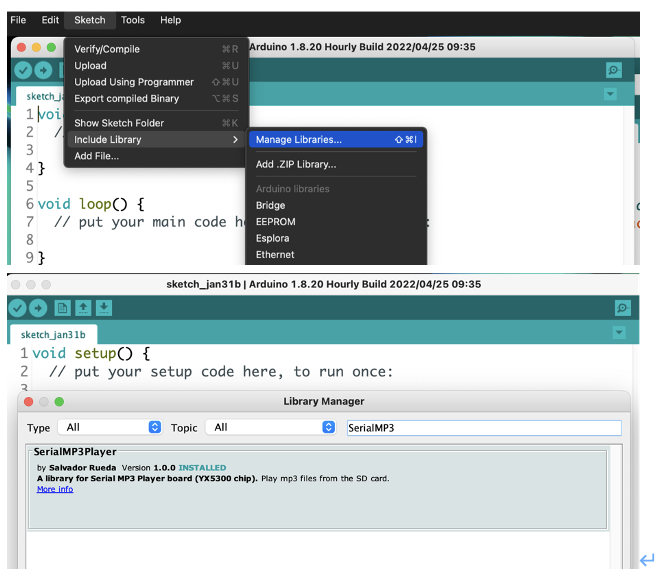 File Edit Sketch Tools Help
Verify/Compile ⌘R
Arduino 1.8.20 Hourly Build 2022/04/25 09:35
Upload ⌘U
Upload Using Programmer ⇧⌘U
Export compiled Binary ⌥⌘S
sketch_ja
1 voi
Show Sketch Folder ⌘K
2 //
Include Library >
Manage Libraries... ⇧⌘I
3
Add File...
4 }
Add .ZIP Library...
5
Arduino libraries
6 void loop() {
Bridge
7 // put your main code h :
EEPROM
8
Esplora
9 }
Ethernet
sketch_jan31b | Arduino 1.8.20 Hourly Build 2022/04/25 09:35
sketch_jan31b
1 void setup() {
2 // put your setup code here, to run once:
3
Library Manager
Type All Topic All SerialMP3
SerialMP3Player
by Salvador Rueda Version 1.0.0 INSTALLED
A library for Serial MP3 Player board (YX5300 chip). Play mp3 files from the SD card.
More info